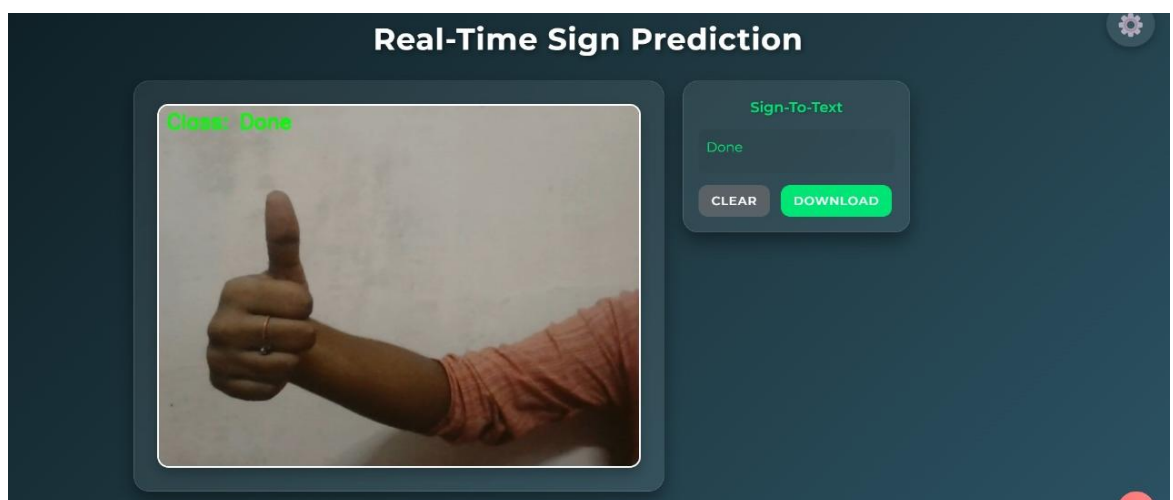 Real-Time Sign Prediction
Class: Done
Sign-To-Text
Done
CLEAR DOWNLOAD